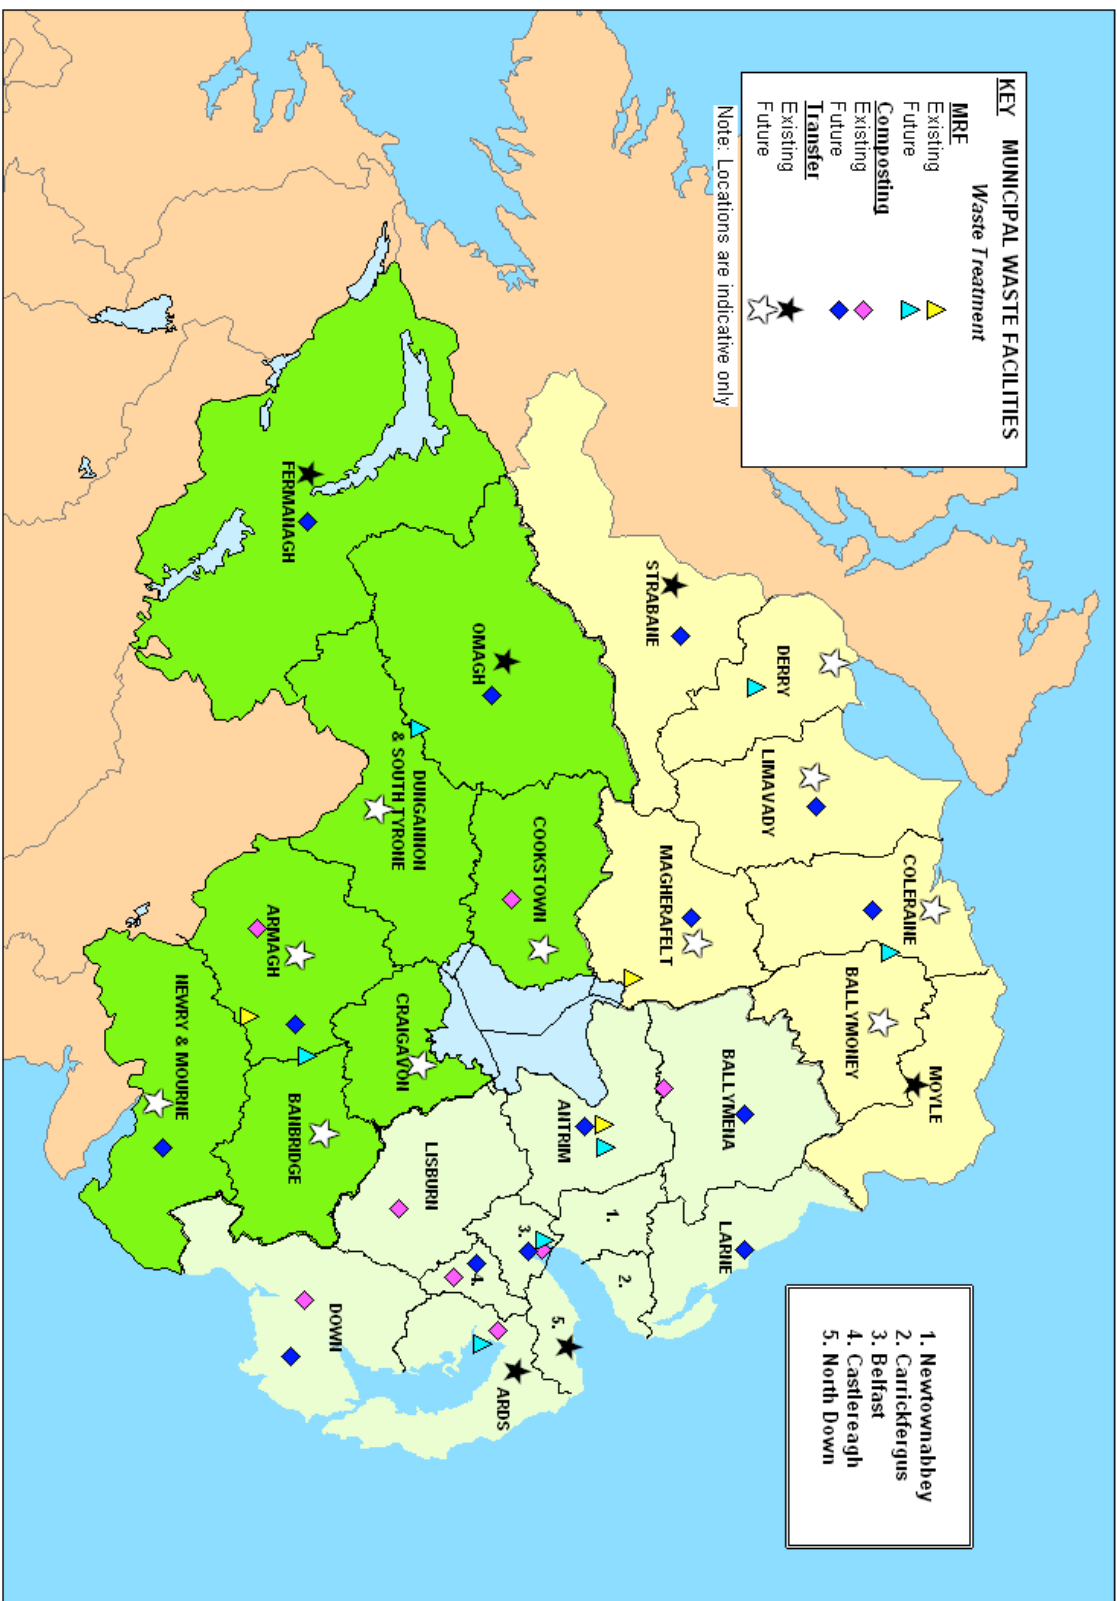 KEY MUNICIPAL WASTE FACILITIES
Waste Treatment
MRF
Existing
Future
Composting
Existing
Future
Transfer
Existing
Future
Note: Locations are indicative only
1. Newtownabbey
2. Carrickfergus
3. Belfast
4. Castlereagh
5. North Down
MOYLE
COLERAINE
BALLYMONEY
LIMAVADY
DERRY
STRABANE
MAGHERAFELT
BALLYMENA
LARNE
1.
2.
ANTRIM
COOKSTOWN
OMAGH
3.
5.
4.
ARDS
DUNGANNON
& SOUTH TYRONE
CRAIGAVON
LISBURN
DOWN
FERMANAGH
ARMAGH
BANBRIDGE
NEWRY & MOURNE